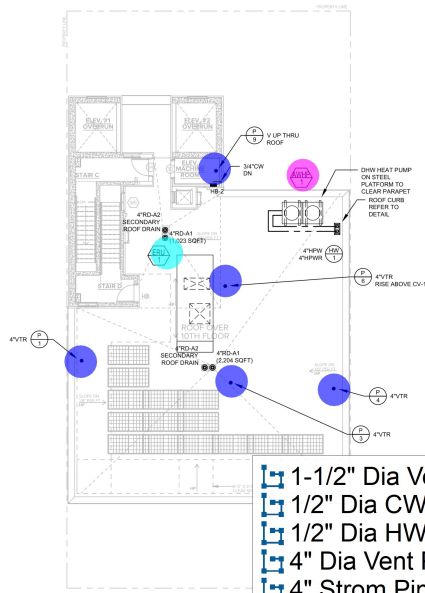 PROPERTY LINE
ELEV. #1
OVERRUN
ELEV. #2
OVERRUN
P
9
V UP THRU
ROOF
STAIR C
ELEV.
MACHINE
ROOM
3/4"CW
DN
HB-2
AWHP
1
DHW HEAT PUMP
ON STEEL
PLATFORM TO
CLEAR PARAPET
ROOF CURB
REFER TO
DETAIL
4"RD-A2
SECONDARY
ROOF DRAIN
4"RD-A1
(1,023 SQFT)
4"HPW
4"HPWR
HW
1
ERU
1
P
6
4"VTR
RISE ABOVE CV-1
STAIR D
ROOF OVER
10TH FLOOR
4"VTR
P
1
4"RD-A2
SECONDARY
ROOF DRAIN
4"RD-A1
(2,204 SQFT)
P
4
4"VTR
P
3
4"VTR
HP
1-1/2" Dia Ve
1/2" Dia CW
1/2" Dia HW
4" Dia Vent P
4" Strom Pip